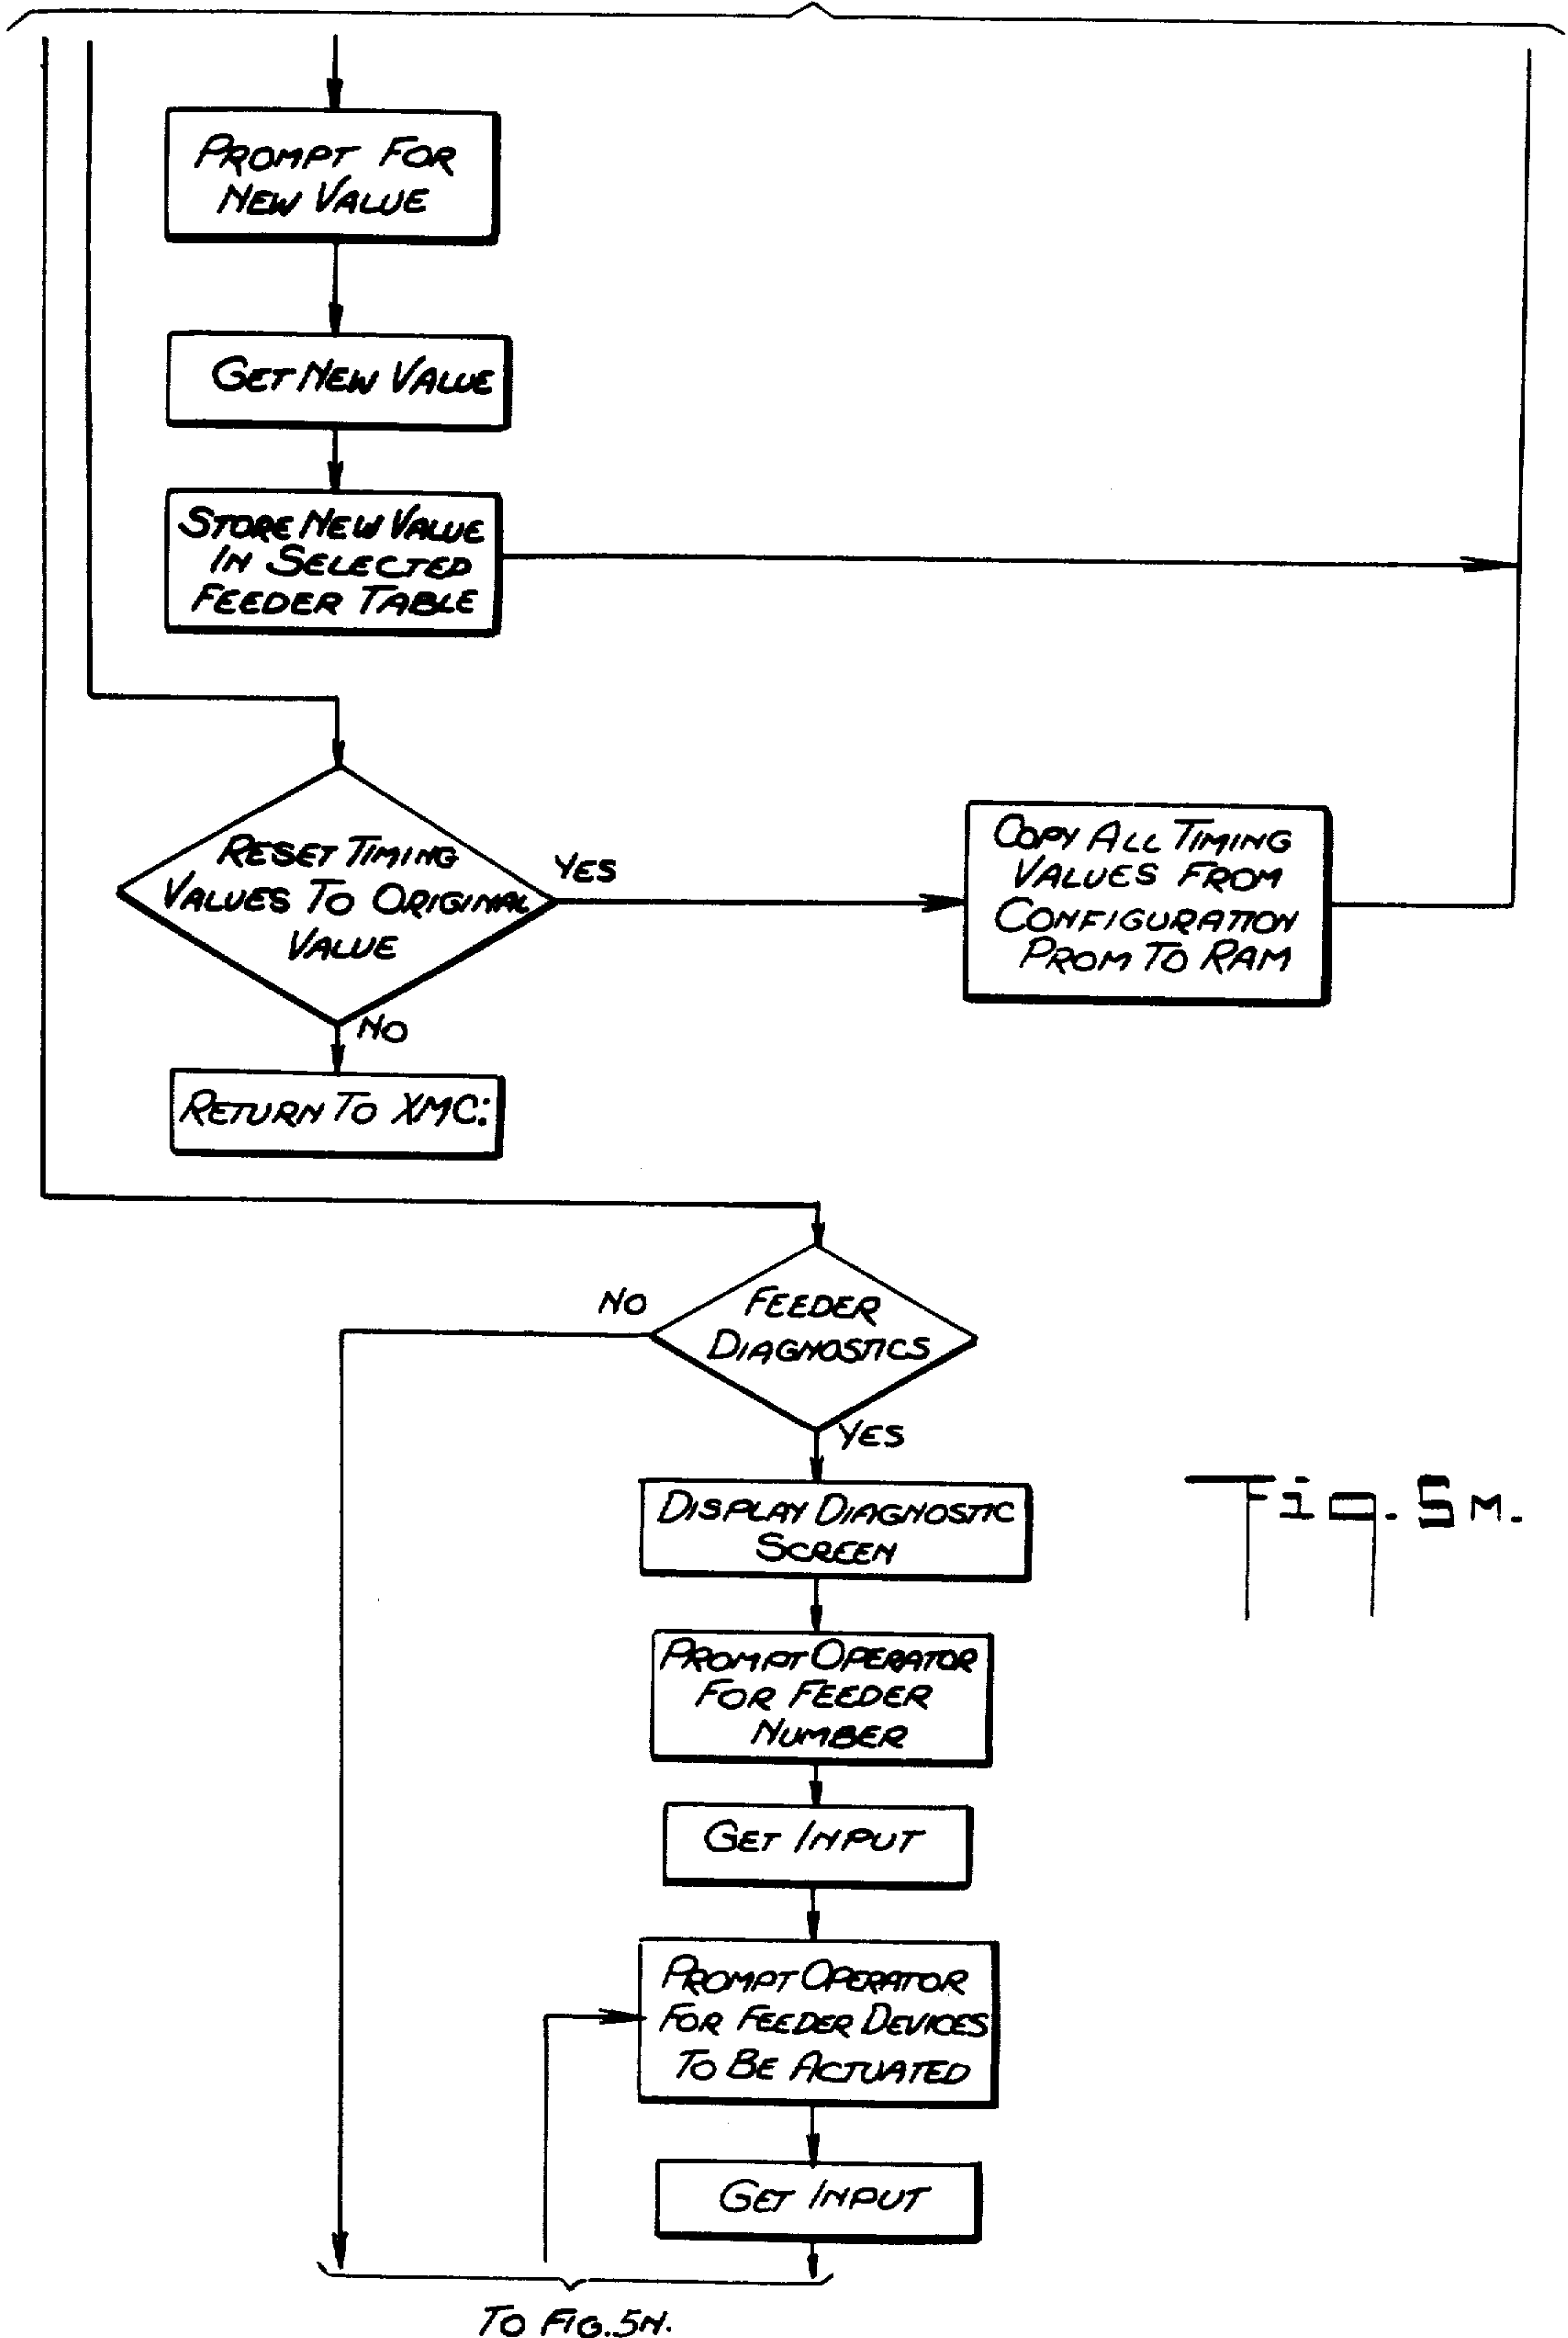 PROMPT FOR
NEW VALUE
GET NEW VALUE
STORE NEW VALUE
IN SELECTED
FEEDER TABLE
RESET TIMING
VALUES TO ORIGINAL
VALUE
YES
COPY ALL TIMING
VALUES FROM
CONFIGURATION
PROM TO RAM
NO
RETURN TO XMC:
FEEDER
DIAGNOSTICS
NO
YES
DISPLAY DIAGNOSTIC
SCREEN
Fig. 5M.
PROMPT OPERATOR
FOR FEEDER
NUMBER
GET INPUT
PROMPT OPERATOR
FOR FEEDER DEVICES
TO BE ACTUATED
GET INPUT
TO FIG. 5N.